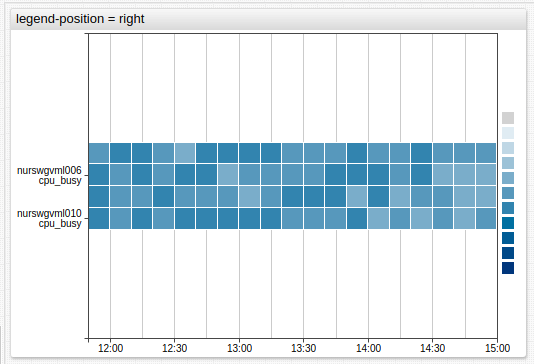 legend-position = right
nurswgvml006
cpu_busy
nurswgvml010
cpu_busy
12:00 12:30 13:00 13:30 14:00 14:30 15:00